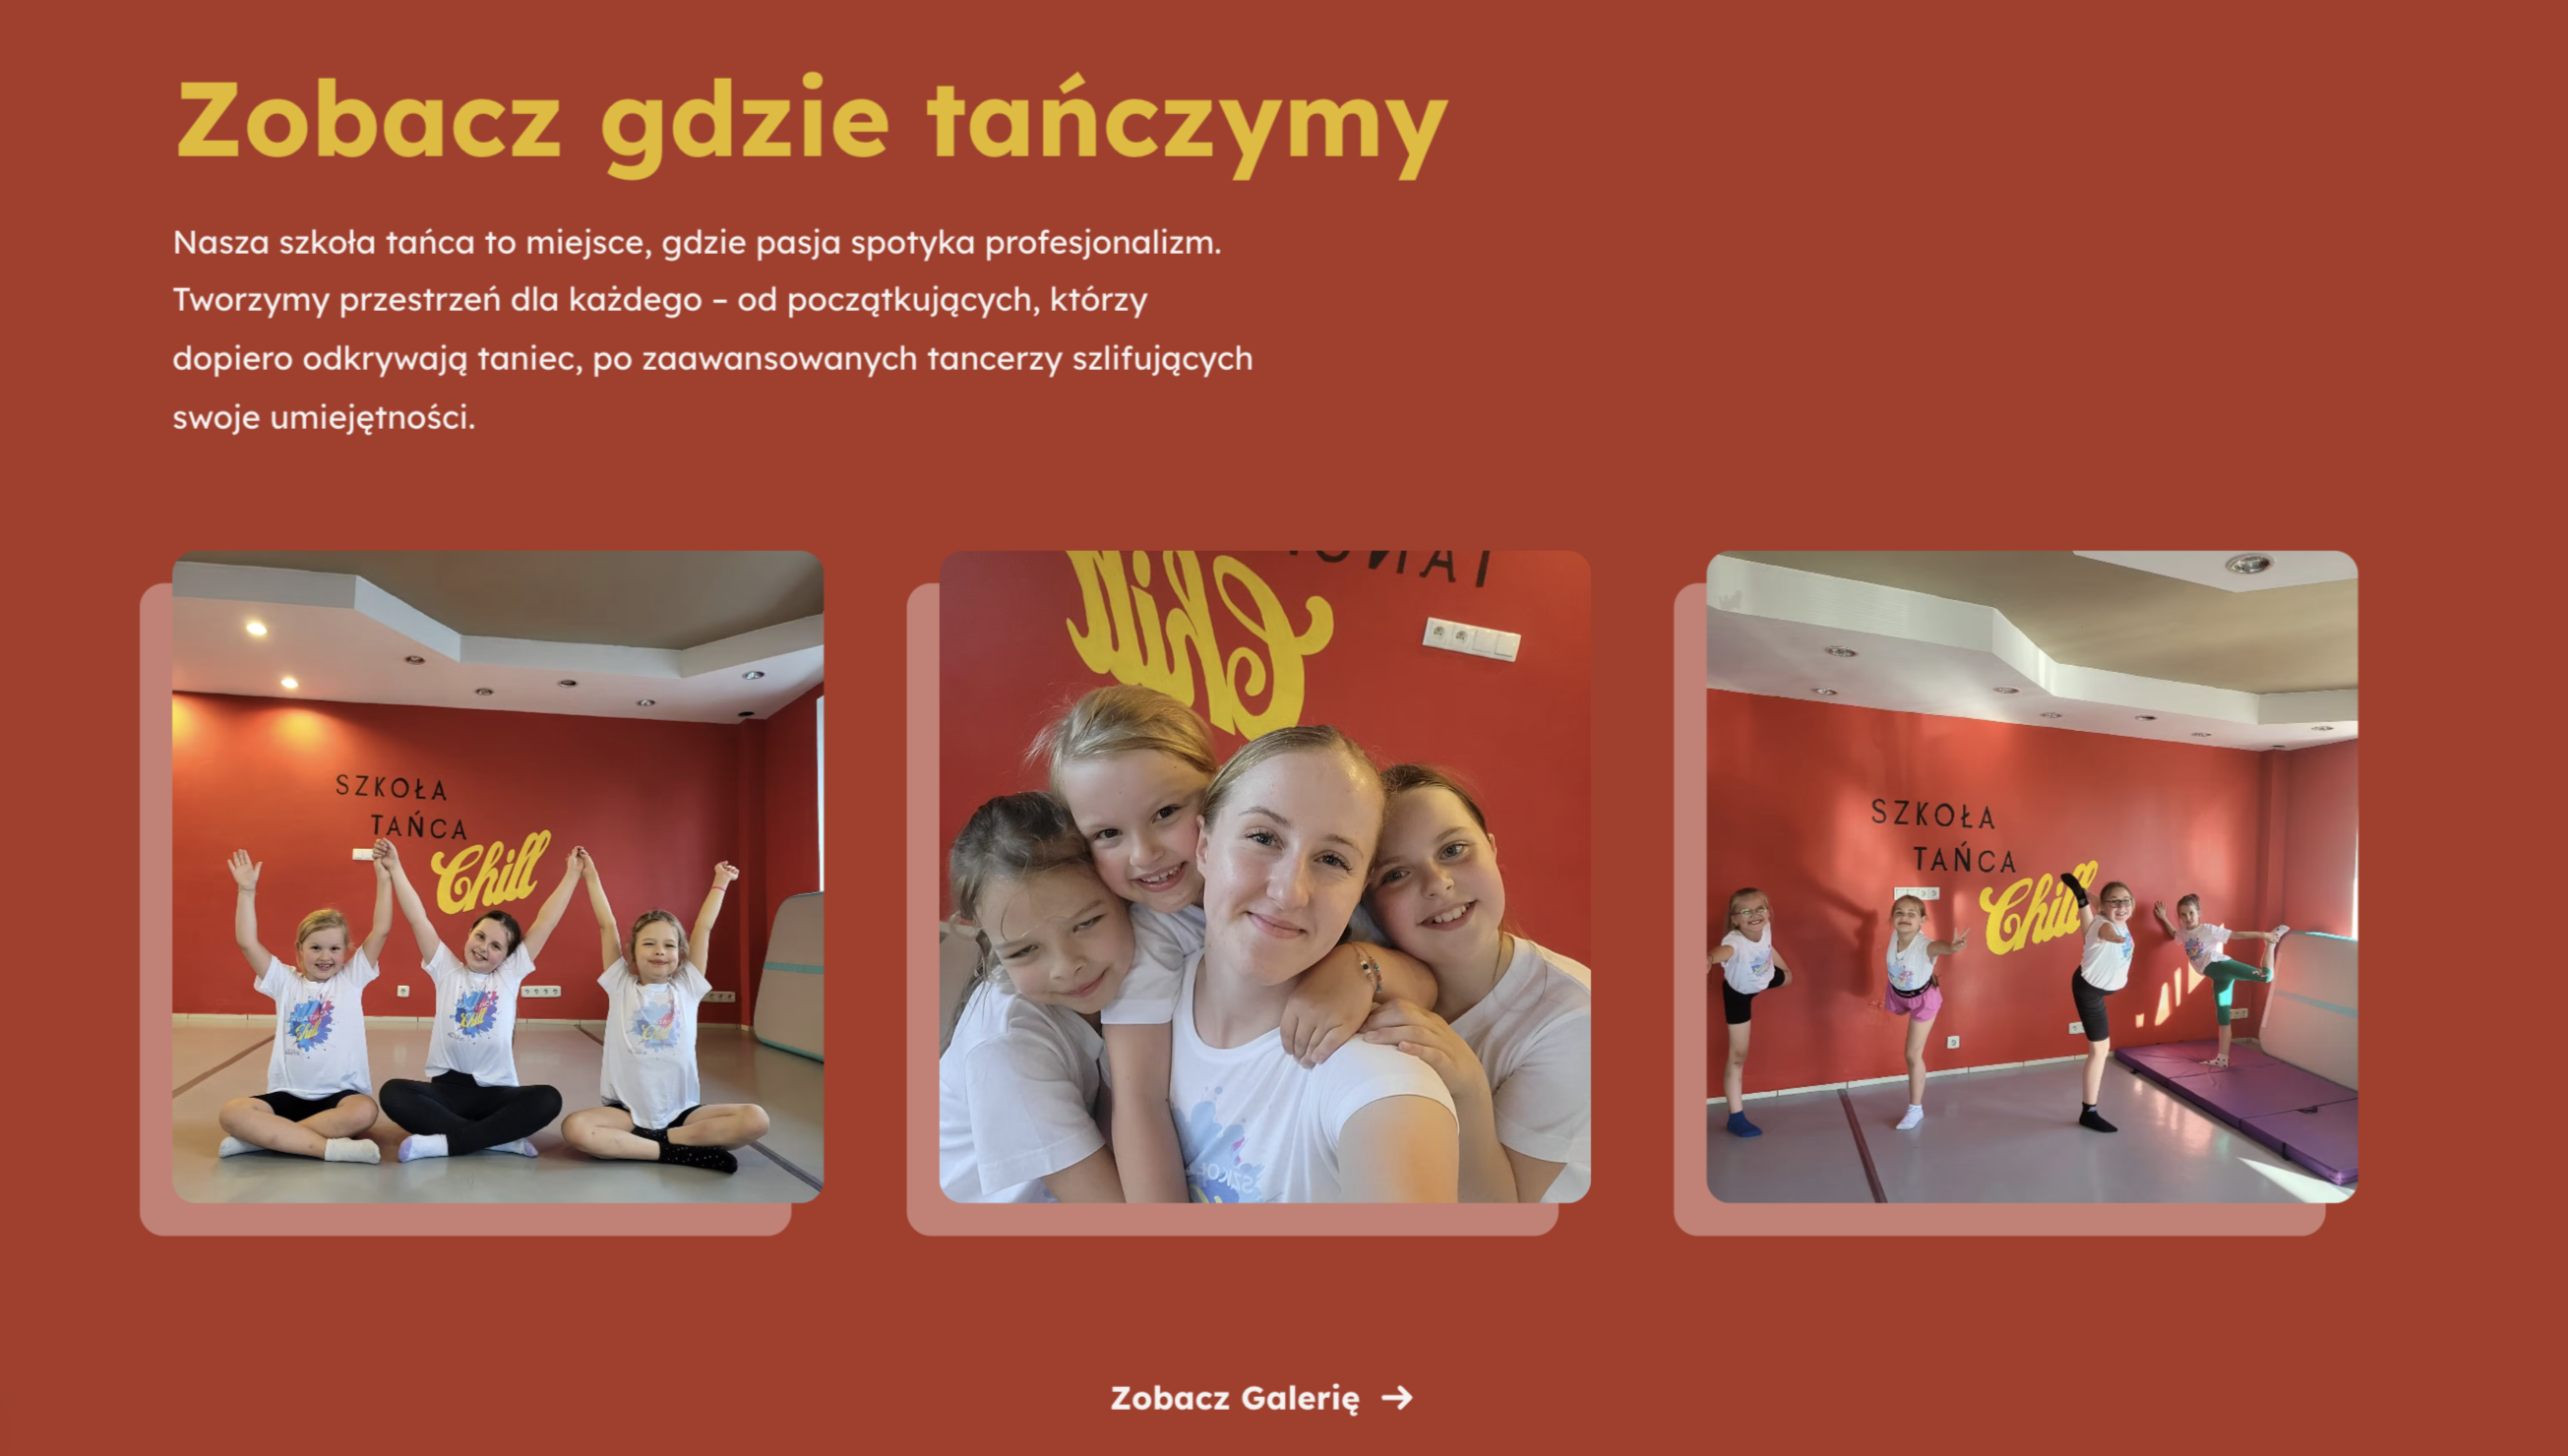 Zobacz gdzie tańczymy
Nasza szkoła tańca to miejsce, gdzie pasja spotyka profesjonalizm.
Tworzymy przestrzeń dla każdego – od początkujących, którzy
dopiero odkrywają taniec, po zaawansowanych tancerzy szlifujących
swoje umiejętności.
SZKOŁA
TAŃCA
Chill
Chill
SZKOŁA
TAŃCA
Chill
Zobacz Galerię →